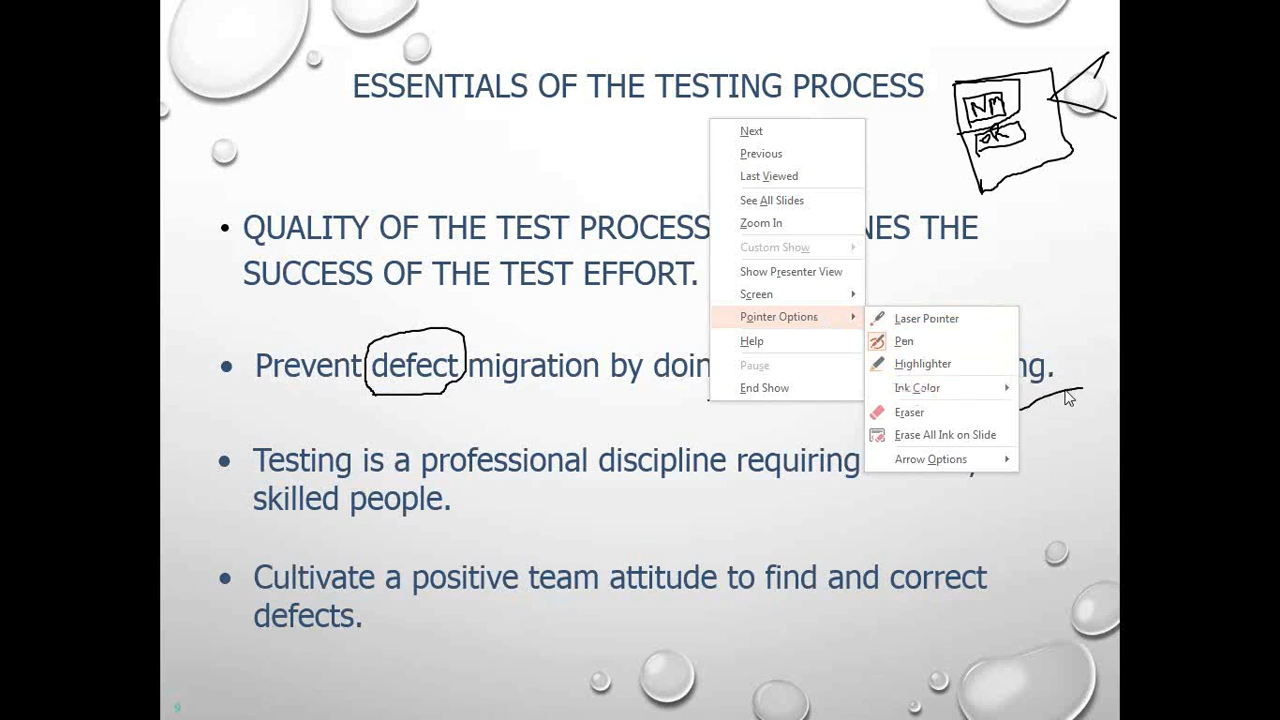 ESSENTIALS OF THE TESTING PROCESS
NM
OK
• QUALITY OF THE TEST PROCESS NES THE
SUCCESS OF THE TEST EFFORT.
• Prevent defect migration by doin ng.
• Testing is a professional discipline requiring
skilled people.
• Cultivate a positive team attitude to find and correct
defects.
Next
Previous
Last Viewed
See All Slides
Zoom In
Custom Show
Show Presenter View
Screen
Pointer Options
Help
Pause
End Show
Laser Pointer
Pen
Highlighter
Ink Color
Eraser
Erase All Ink on Slide
Arrow Options
9